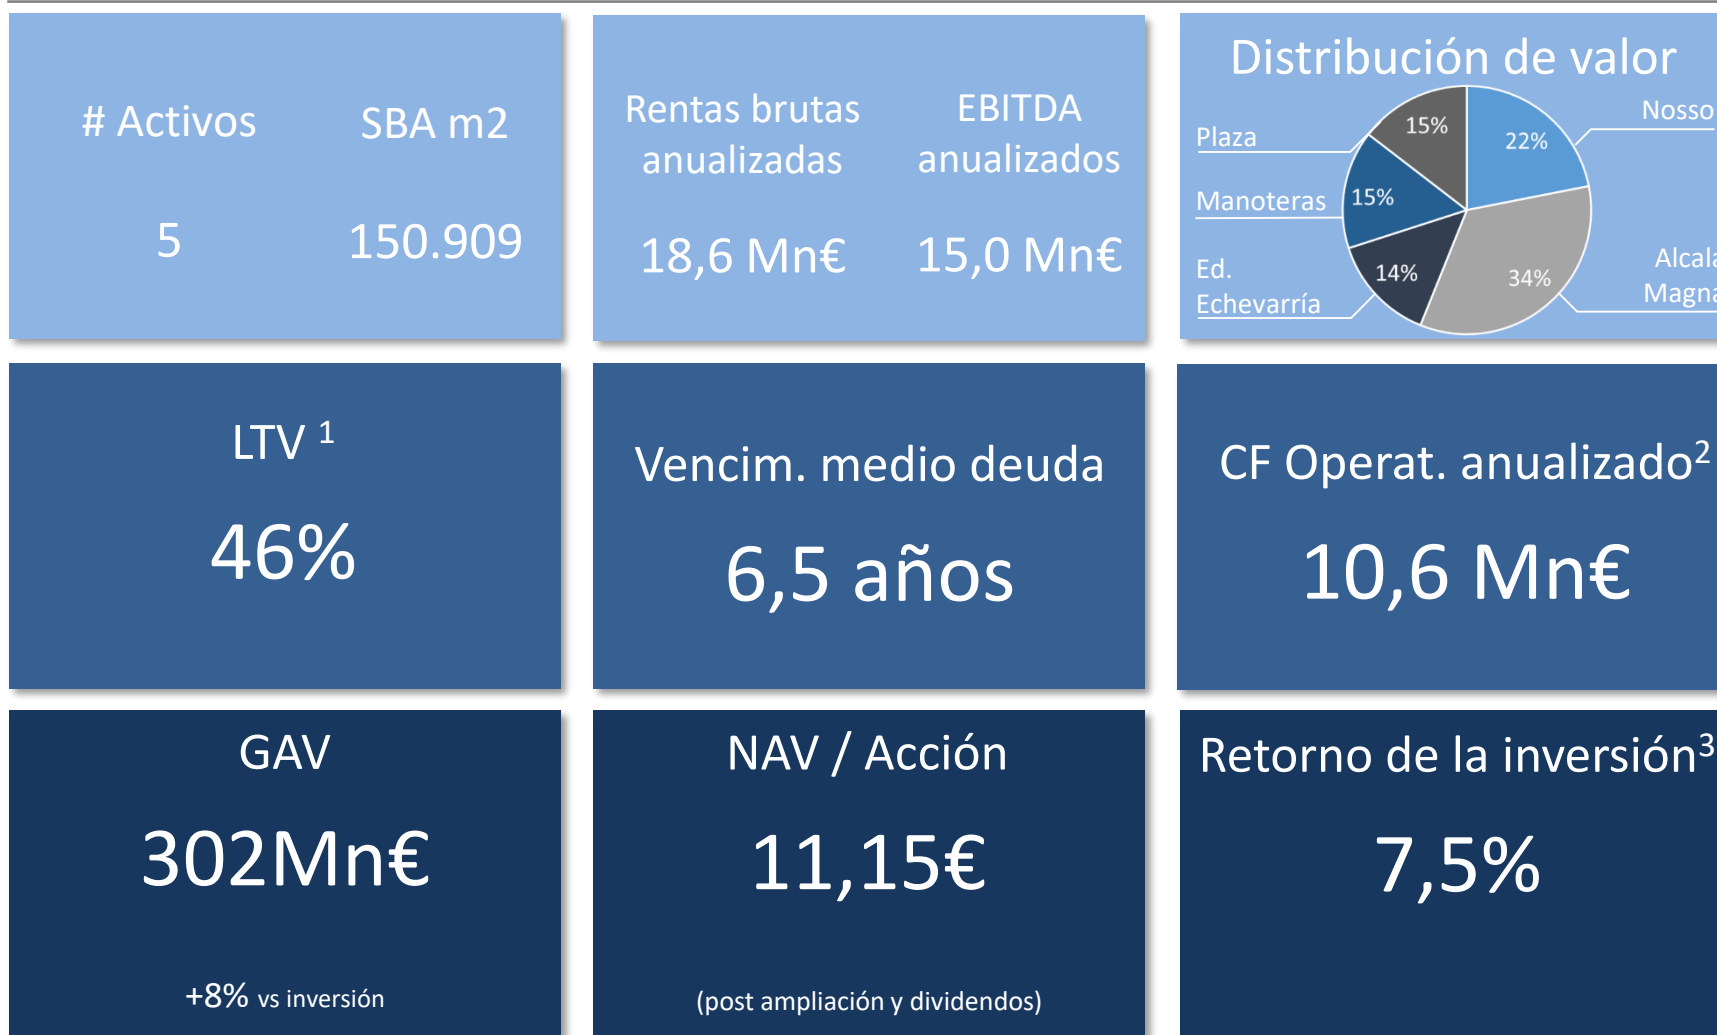 # Activos
SBA m2
5
150.909
Rentas brutas
anualizadas
18,6 Mn€
EBITDA
anualizados
15,0 Mn€
Distribución de valor
Plaza
Manoteras
Ed.
Echevarría
Nosso
Alcala
Magna
15%
22%
15%
14%
34%
LTV 1
46%
Vencim. medio deuda
6,5 años
CF Operat. anualizado2
10,6 Mn€
GAV
302Mn€
+8% vs inversión
NAV / Acción
11,15€
(post ampliación y dividendos)
Retorno de la inversión3
7,5%